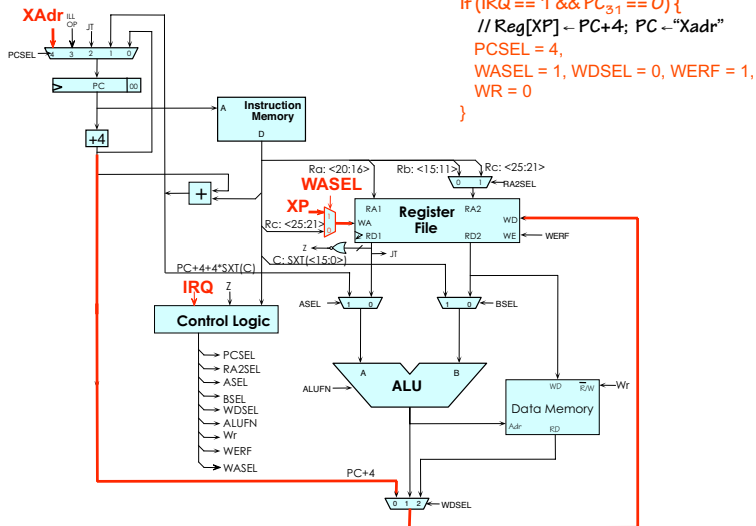 If (IRQ == 1 && PC31 == 0) {
// Reg[XP] ← PC+4; PC ← "Xadr"
PCSEL = 4,
WASEL = 1, WDSEL = 0, WERF = 1,
WR = 0
}
XAdr
ILL
OP
JT
PCSEL
4 3 2 1 0
PC
00
+4
A
Instruction
Memory
D
+
Ra: <20:16>
Rb: <15:11>
Rc: <25:21>
0 1
RA2SEL
WASEL
XP
1
0
Rc: <25:21>
RA1
RA2
WA
Register
File
WD
RD1
RD2
WE
WERF
Z
JT
C: SXT(<15:0>)
PC+4+4*SXT(C)
IRQ
Z
Control Logic
ASEL
1 0
1 0
BSEL
PCSEL
RA2SEL
ASEL
BSEL
WDSEL
ALUFN
Wr
WERF
WASEL
A
B
ALU
ALUFN
WD
R/W
Wr
Data Memory
Adr
RD
PC+4
0 1 2
WDSEL